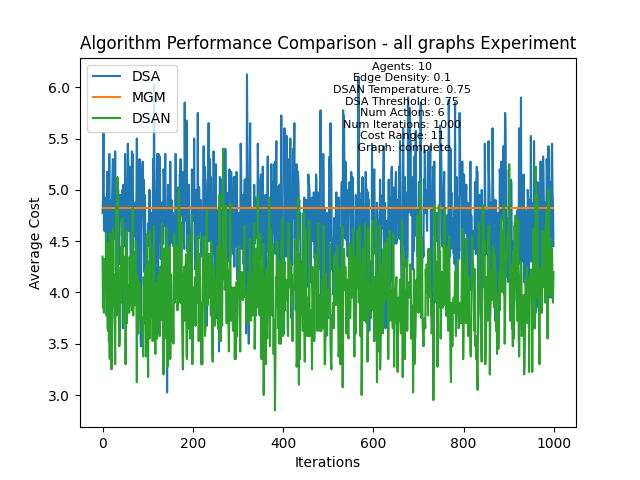 Algorithm Performance Comparison - all graphs Experiment
DSA
MGM
DSAN
Agents: 10
Edge Density: 0.1
DSAN Temperature: 0.75
DSA Threshold: 0.75
Num Actions: 6
Num Iterations: 1000
Cost Range: 11
Graph: complete
Average Cost
6.0
5.5
5.0
4.5
4.0
3.5
3.0
0 200 400 600 800 1000
Iterations